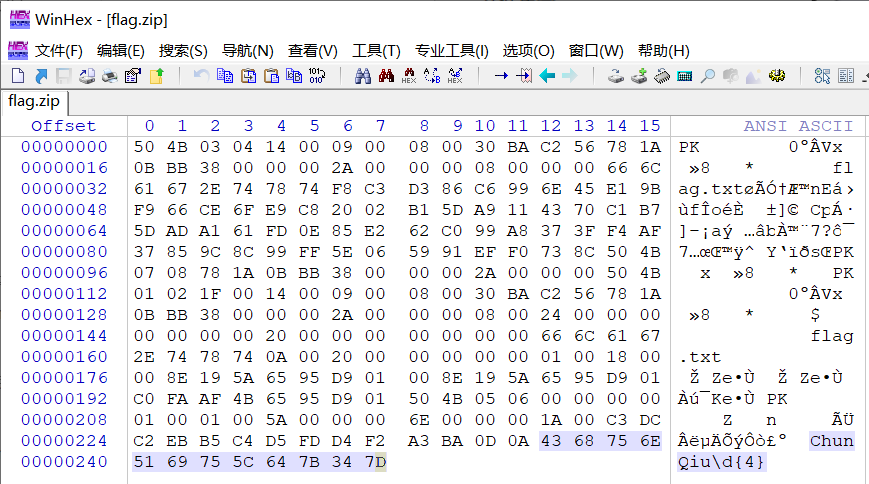 WinHex - [flag.zip]
文件(F) 编辑(E) 搜索(S) 导航(N) 查看(V) 工具(T) 专业工具(I) 选项(O) 窗口(W) 帮助(H)
flag.zip
Offset 0 1 2 3 4 5 6 7 8 9 10 11 12 13 14 15 ANSI ASCII
00000000 50 4B 03 04 14 00 09 00 08 00 30 BA C2 56 78 1A PK 0ºÂVx
00000016 0B BB 38 00 00 00 2A 00 00 00 08 00 00 00 66 6C »8 * fl
00000032 61 67 2E 74 78 74 F8 C3 D3 86 C6 99 6E 45 E1 9B ag.txtøÃÓ†Æ™nEá›
00000048 F9 66 CE 6F E9 C8 20 02 B1 5D A9 11 43 70 C1 B7 ùfÎoéÈ ±]© CpÁ·
00000064 5D AD A1 61 FD 0E 85 E2 62 C0 99 A8 37 3F F4 AF ]-¡aý …âbÀ™¨7?ô¯
00000080 37 85 9C 8C 99 FF 5E 06 59 91 EF F0 73 8C 50 4B 7…œŒ™ÿ^ Y‘ïðsŒPK
00000096 07 08 78 1A 0B BB 38 00 00 00 2A 00 00 00 50 4B x »8 * PK
00000112 01 02 1F 00 14 00 09 00 08 00 30 BA C2 56 78 1A 0ºÂVx
00000128 0B BB 38 00 00 00 2A 00 00 00 08 00 24 00 00 00 »8 * $
00000144 00 00 00 00 20 00 00 00 00 00 00 00 66 6C 61 67 flag
00000160 2E 74 78 74 0A 00 20 00 00 00 00 00 01 00 18 00 .txt
00000176 00 8E 19 5A 65 95 D9 01 00 8E 19 5A 65 95 D9 01 Ž Ze•Ù Ž Ze•Ù
00000192 C0 FA AF 4B 65 95 D9 01 50 4B 05 06 00 00 00 00 Àú¯Ke•Ù PK
00000208 01 00 01 00 5A 00 00 00 6E 00 00 00 1A 00 C3 DC Z n ÃÜ
00000224 C2 EB B5 C4 D5 FD D4 F2 A3 BA 0D 0A 43 68 75 6E ÂëµÄÕýÔò£º Chun
00000240 51 69 75 5C 64 7B 34 7D Qiu\d{4}